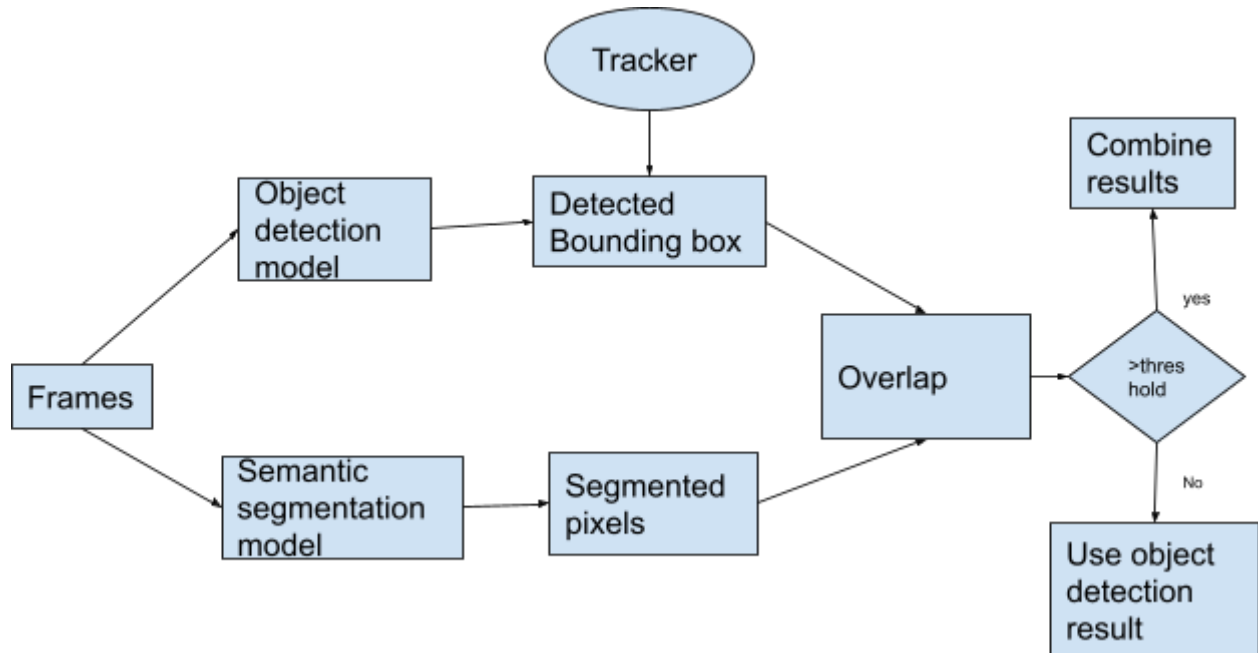 Tracker
Combine
results
Object
detection
model
Detected
Bounding box
yes
Frames
Overlap
>thres
hold
Semantic
segmentation
model
Segmented
pixels
No
Use object
detection
result